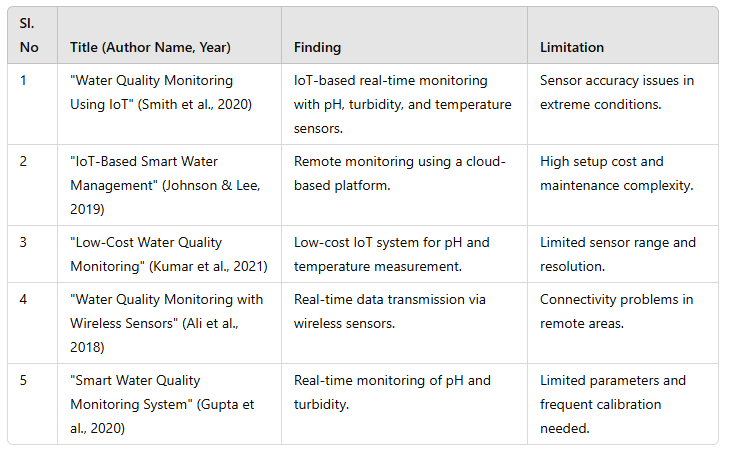 Sl. No Title (Author Name, Year) Finding Limitation
1 "Water Quality Monitoring Using IoT" (Smith et al., 2020) IoT-based real-time monitoring with pH, turbidity, and temperature sensors. Sensor accuracy issues in extreme conditions.
2 "IoT-Based Smart Water Management" (Johnson & Lee, 2019) Remote monitoring using a cloud-based platform. High setup cost and maintenance complexity.
3 "Low-Cost Water Quality Monitoring" (Kumar et al., 2021) Low-cost IoT system for pH and temperature measurement. Limited sensor range and resolution.
4 "Water Quality Monitoring with Wireless Sensors" (Ali et al., 2018) Real-time data transmission via wireless sensors. Connectivity problems in remote areas.
5 "Smart Water Quality Monitoring System" (Gupta et al., 2020) Real-time monitoring of pH and turbidity. Limited parameters and frequent calibration needed.